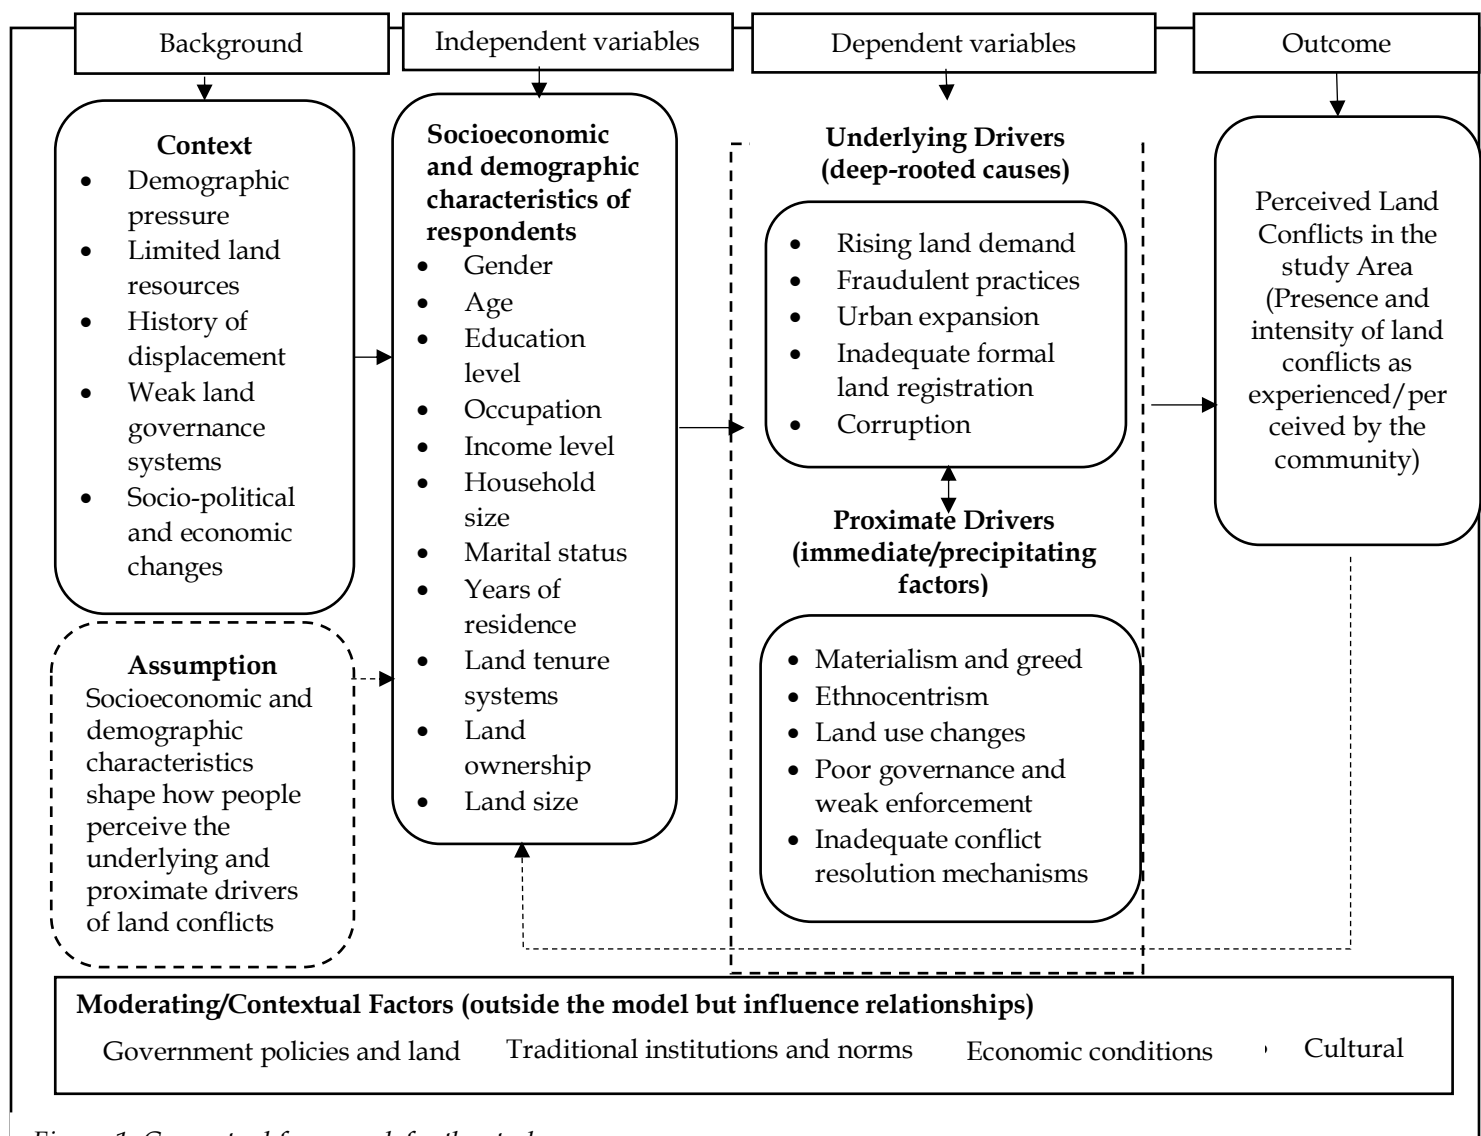 Background
Independent variables
Dependent variables
Outcome
Context
• Demographic
pressure
• Limited land
resources
• History of
displacement
• Weak land
governance
systems
• Socio-political
and economic
changes
Assumption
Socioeconomic and
demographic
characteristics
shape how people
perceive the
underlying and
proximate drivers
of land conflicts
Socioeconomic
and demographic
characteristics of
respondents
• Gender
• Age
• Education
level
• Occupation
• Income level
• Household
size
• Marital status
• Years of
residence
• Land tenure
systems
• Land
ownership
• Land size
Underlying Drivers
(deep-rooted causes)
• Rising land demand
• Fraudulent practices
• Urban expansion
• Inadequate formal
land registration
• Corruption
Proximate Drivers
(immediate/precipitating
factors)
• Materialism and greed
• Ethnocentrism
• Land use changes
• Poor governance and
weak enforcement
• Inadequate conflict
resolution mechanisms
Perceived Land
Conflicts in the
study Area
(Presence and
intensity of land
conflicts as
experienced/per
ceived by the
community)
Moderating/Contextual Factors (outside the model but influence relationships)
Government policies and land Traditional institutions and norms Economic conditions Cultural